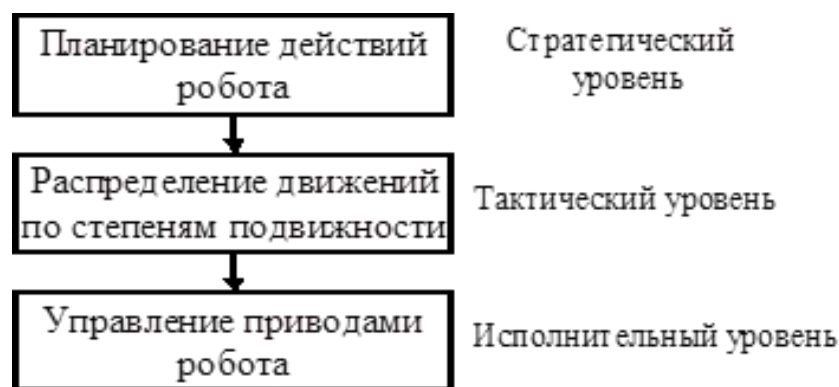 Планирование действий
робота
Стратегический
уровень
Распределение движений
по степеням подвижности
Тактический уровень
Управление приводами
робота
Исполнительный уровень